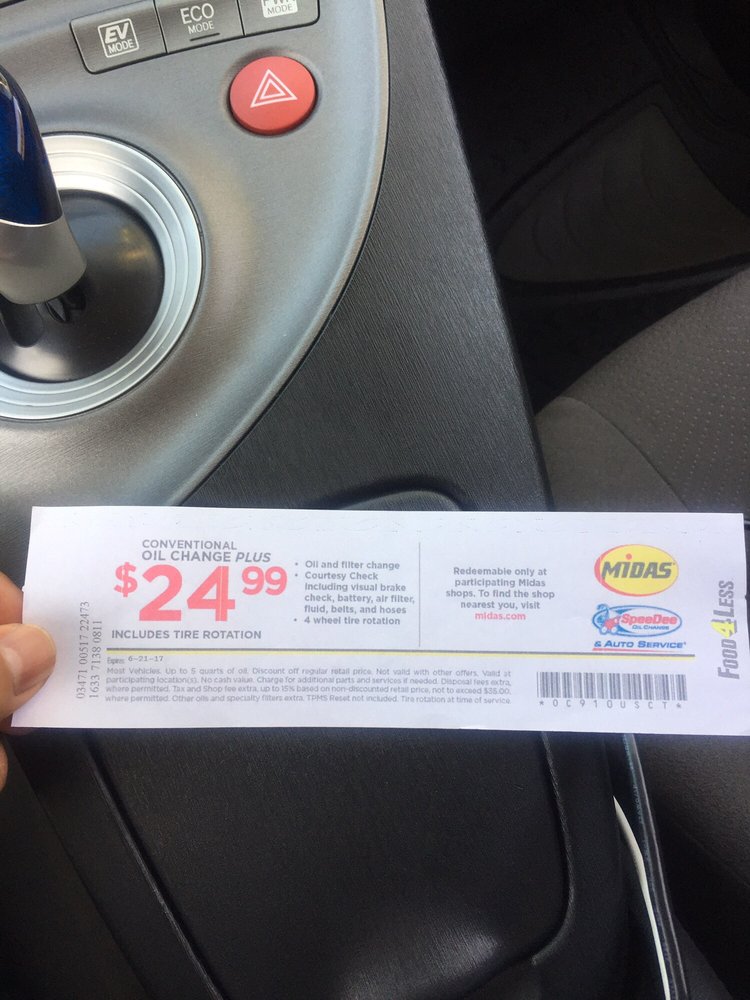 EV
MODE
ECO
MODE
PWR
MODE
CONVENTIONAL
OIL CHANGE PLUS
$24.99
INCLUDES TIRE ROTATION
• Oil and filter change
• Courtesy Check
including visual brake
check, battery, air filter,
fluid, belts, and hoses
• 4 wheel tire rotation
Redeemable only at
participating Midas
shops. To find the shop
nearest you, visit
midas.com
MIDAS
SpeeDee
OIL CHANGE
& AUTO SERVICE
FOOD 4 LESS
03471 00517 22473
1633 7138 0811
Expires: 6-21-17
Most Vehicles. Up to 5 quarts of oil. Discount off regular retail price. Not valid with other offers. Valid at
participating location(s). No cash value. Charge for additional parts and services if needed. Disposal fees extra,
where permitted. Tax and Shop fee extra, up to 15% based on non-discounted retail price, not to exceed $35.00,
where permitted. Other oils and specialty filters extra. TPMS Reset not included. Tire rotation at time of service.
*OC910USCT*